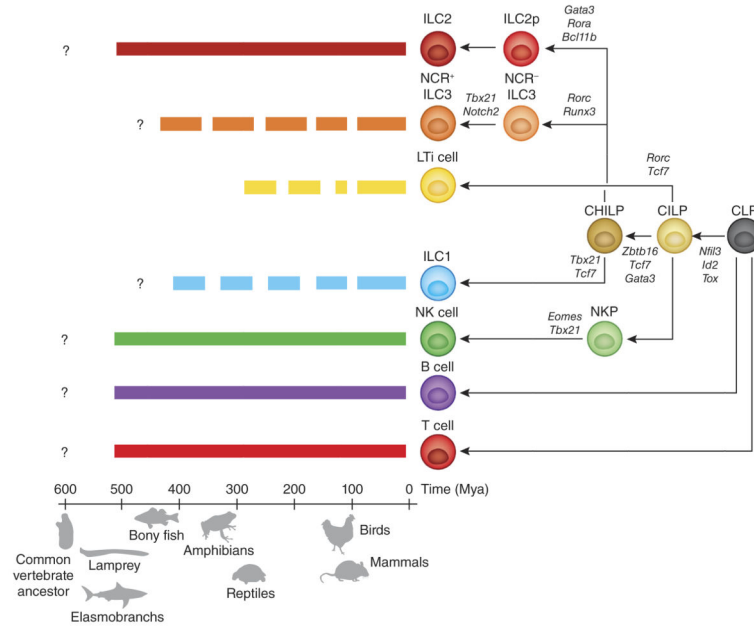 ILC2
ILC2p
Gata3
Rora
Bcl11b
?
NCR+
ILC3
Tbx21
Notch2
NCR−
ILC3
Rorc
Runx3
?
LTi cell
Rorc
Tcf7
CHILP
CILP
CLP
Zbtb16
Tcf7
Gata3
Nfil3
Id2
Tox
ILC1
Tbx21
Tcf7
?
NK cell
Eomes
Tbx21
NKP
?
B cell
?
T cell
?
600
500
400
300
200
100
0
Time (Mya)
Common
vertebrate
ancestor
Lamprey
Elasmobranchs
Bony fish
Amphibians
Reptiles
Birds
Mammals